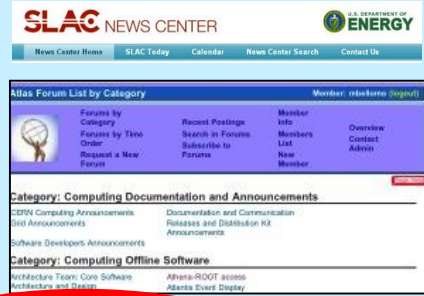 SLAC NEWS CENTER
U.S. DEPARTMENT OF
ENERGY
News Center Home SLAC Today Calendar News Center Search Contact Us
Atlas Forum List by Category
Member: (logout)
Forums by Category
Forums by Time Order
Request a New Forum
Recent Postings
Search in Forums
Subscribe to Forums
Member Info
Members List
New Member
Overview
Contact Admin
Category: Computing Documentation and Announcements
CERN Computing Announcements
Documentation and Communication
Grid Announcements
Releases and Distribution Kit Announcements
Software Developers Announcements
Category: Computing Offline Software
Architecture Team: Core Software
Athena-ROOT access
Architecture and Design
Atlantis Event Display